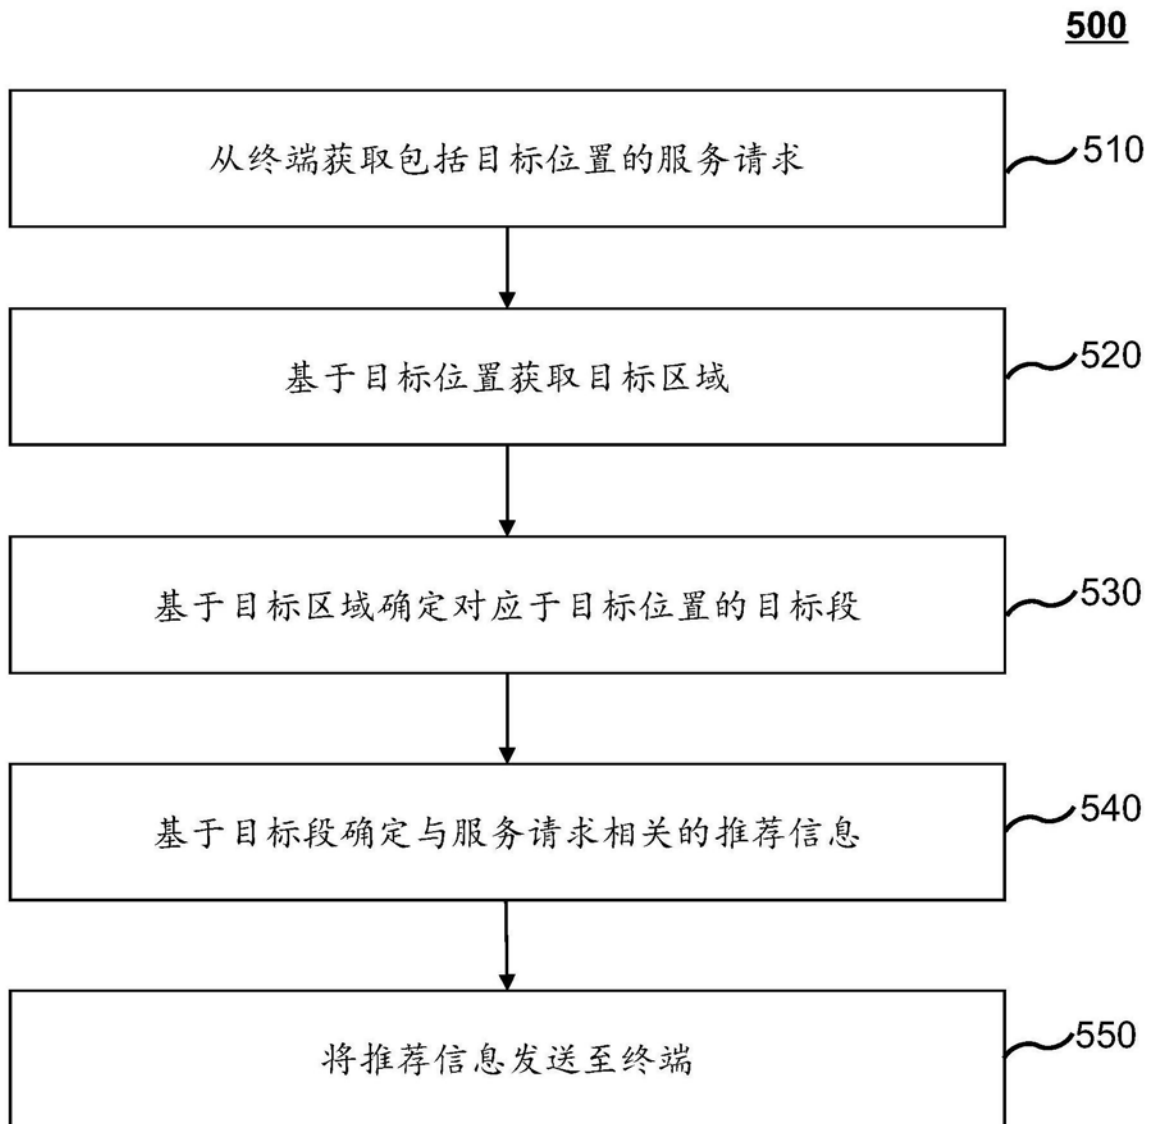 500
从终端获取包括目标位置的服务请求
510
基于目标位置获取目标区域
520
基于目标区域确定对应于目标位置的目标段
530
基于目标段确定与服务请求相关的推荐信息
540
将推荐信息发送至终端
550